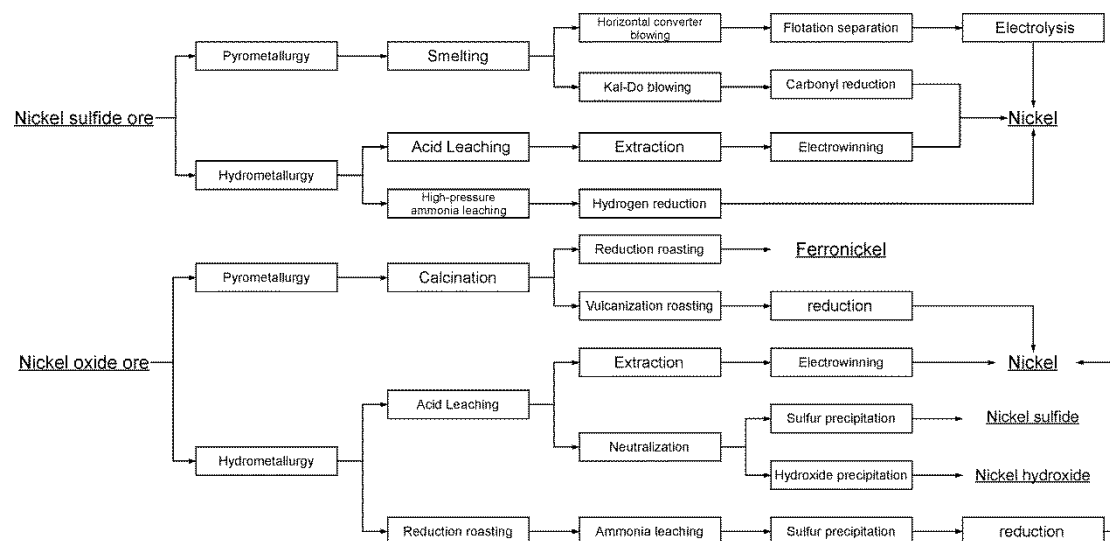 Horizontal converter
blowing
Flotation separation
Electrolysis
Pyrometallurgy
Smelting
Kal-Do blowing
Carbonyl reduction
Nickel sulfide ore
Nickel
Acid Leaching
Extraction
Electrowinning
Hydrometallurgy
High-pressure
ammonia leaching
Hydrogen reduction
Reduction roasting
Ferronickel
Pyrometallurgy
Calcination
Vulcanization roasting
reduction
Nickel oxide ore
Extraction
Electrowinning
Nickel
Acid Leaching
Sulfur precipitation
Nickel sulfide
Neutralization
Hydrometallurgy
Hydroxide precipitation
Nickel hydroxide
Reduction roasting
Ammonia leaching
Sulfur precipitation
reduction